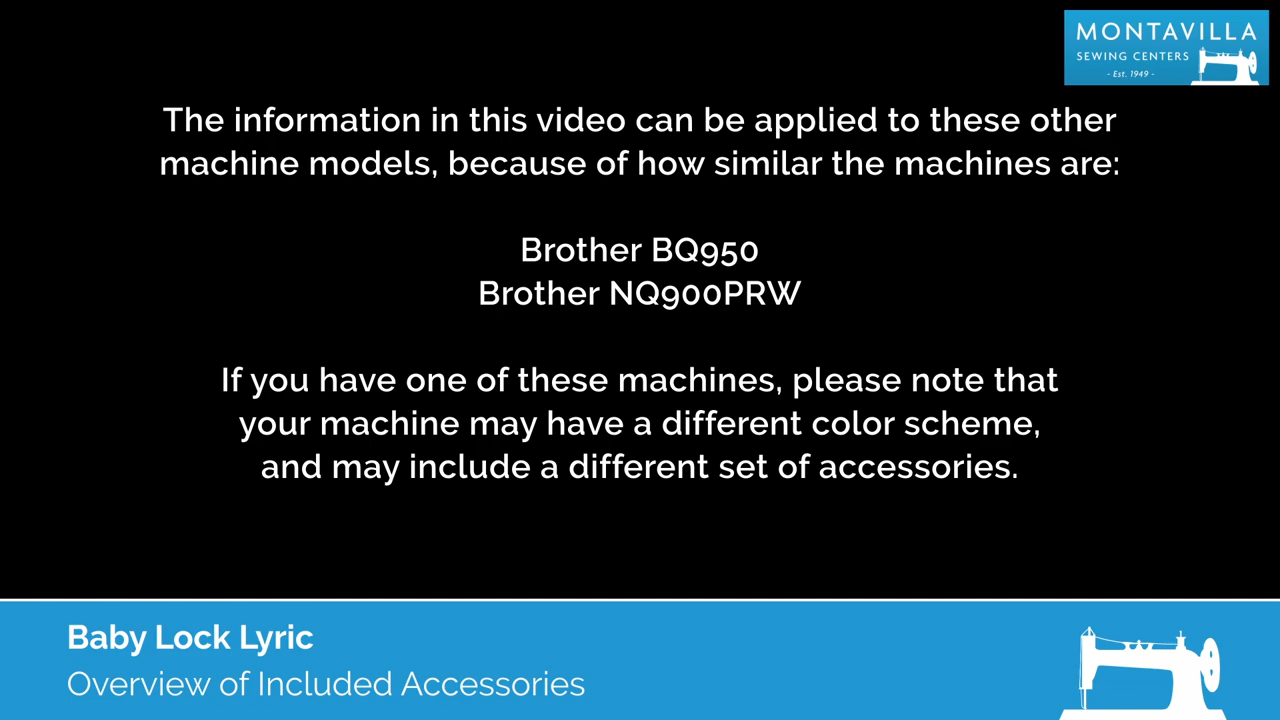 MONTAVILLA
SEWING CENTERS
- Est. 1949 -
The information in this video can be applied to these other
machine models, because of how similar the machines are:
Brother BQ950
Brother NQ900PRW
If you have one of these machines, please note that
your machine may have a different color scheme,
and may include a different set of accessories.
Baby Lock Lyric
Overview of Included Accessories